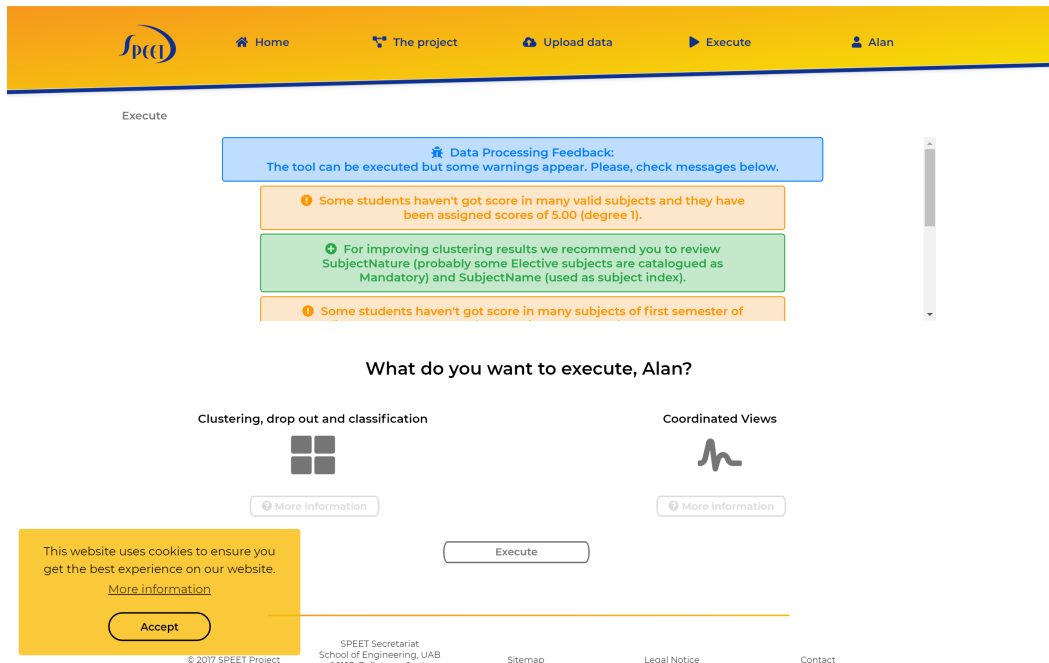 SPEET
Home
The project
Upload data
Execute
Alan
Execute
Data Processing Feedback:
The tool can be executed but some warnings appear. Please, check messages below.
Some students haven't got score in many valid subjects and they have
been assigned scores of 5.00 (degree 1).
For improving clustering results we recommend you to review
SubjectNature (probably some Elective subjects are catalogued as
Mandatory) and SubjectName (used as subject index).
Some students haven't got score in many subjects of first semester of
What do you want to execute, Alan?
Clustering, drop out and classification
Coordinated Views
More information
More information
Execute
This website uses cookies to ensure you
get the best experience on our website.
More information
Accept
© 2017 SPEET Project
SPEET Secretariat
School of Engineering, UAB
Sitemap
Legal Notice
Contact